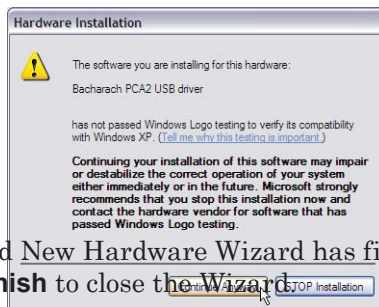 Hardware Installation
The software you are installing for this hardware:
Bacharach PCA2 USB driver
has not passed Windows Logo testing to verify its compatibility
with Windows XP. (Tell me why this testing is important.)
Continuing your installation of this software may impair
or destabilize the correct operation of your system
either immediately or in the future. Microsoft strongly
recommends that you stop this installation now and
contact the hardware vendor for software that has
passed Windows Logo testing.
d New Hardware Wizard has fi
nish to close the Wizard.
Continue Anyway STOP Installation